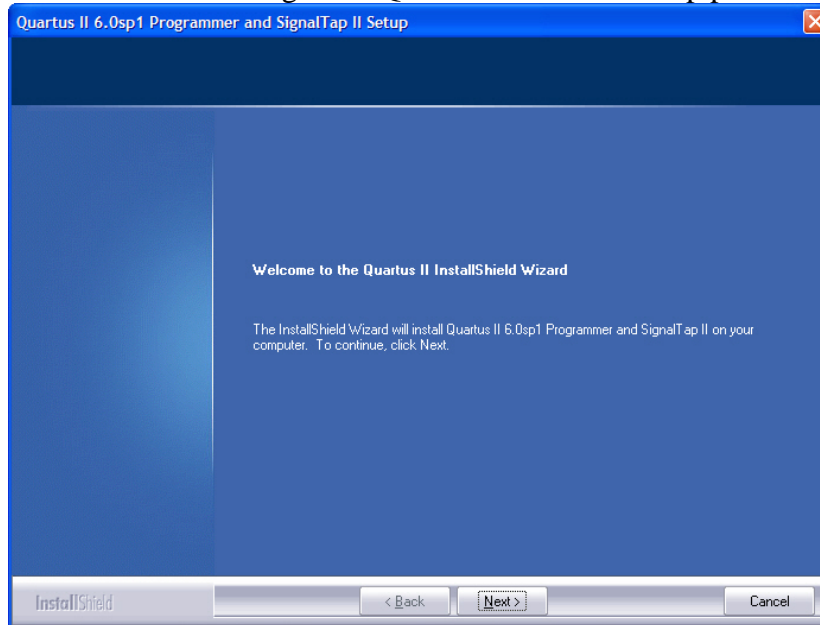 Quartus II 6.0sp1 Programmer and SignalTap II Setup
Welcome to the Quartus II InstallShield Wizard
The InstallShield Wizard will install Quartus II 6.0sp1 Programmer and SignalTap II on your
computer. To continue, click Next.
InstallShield
< Back
Next >
Cancel